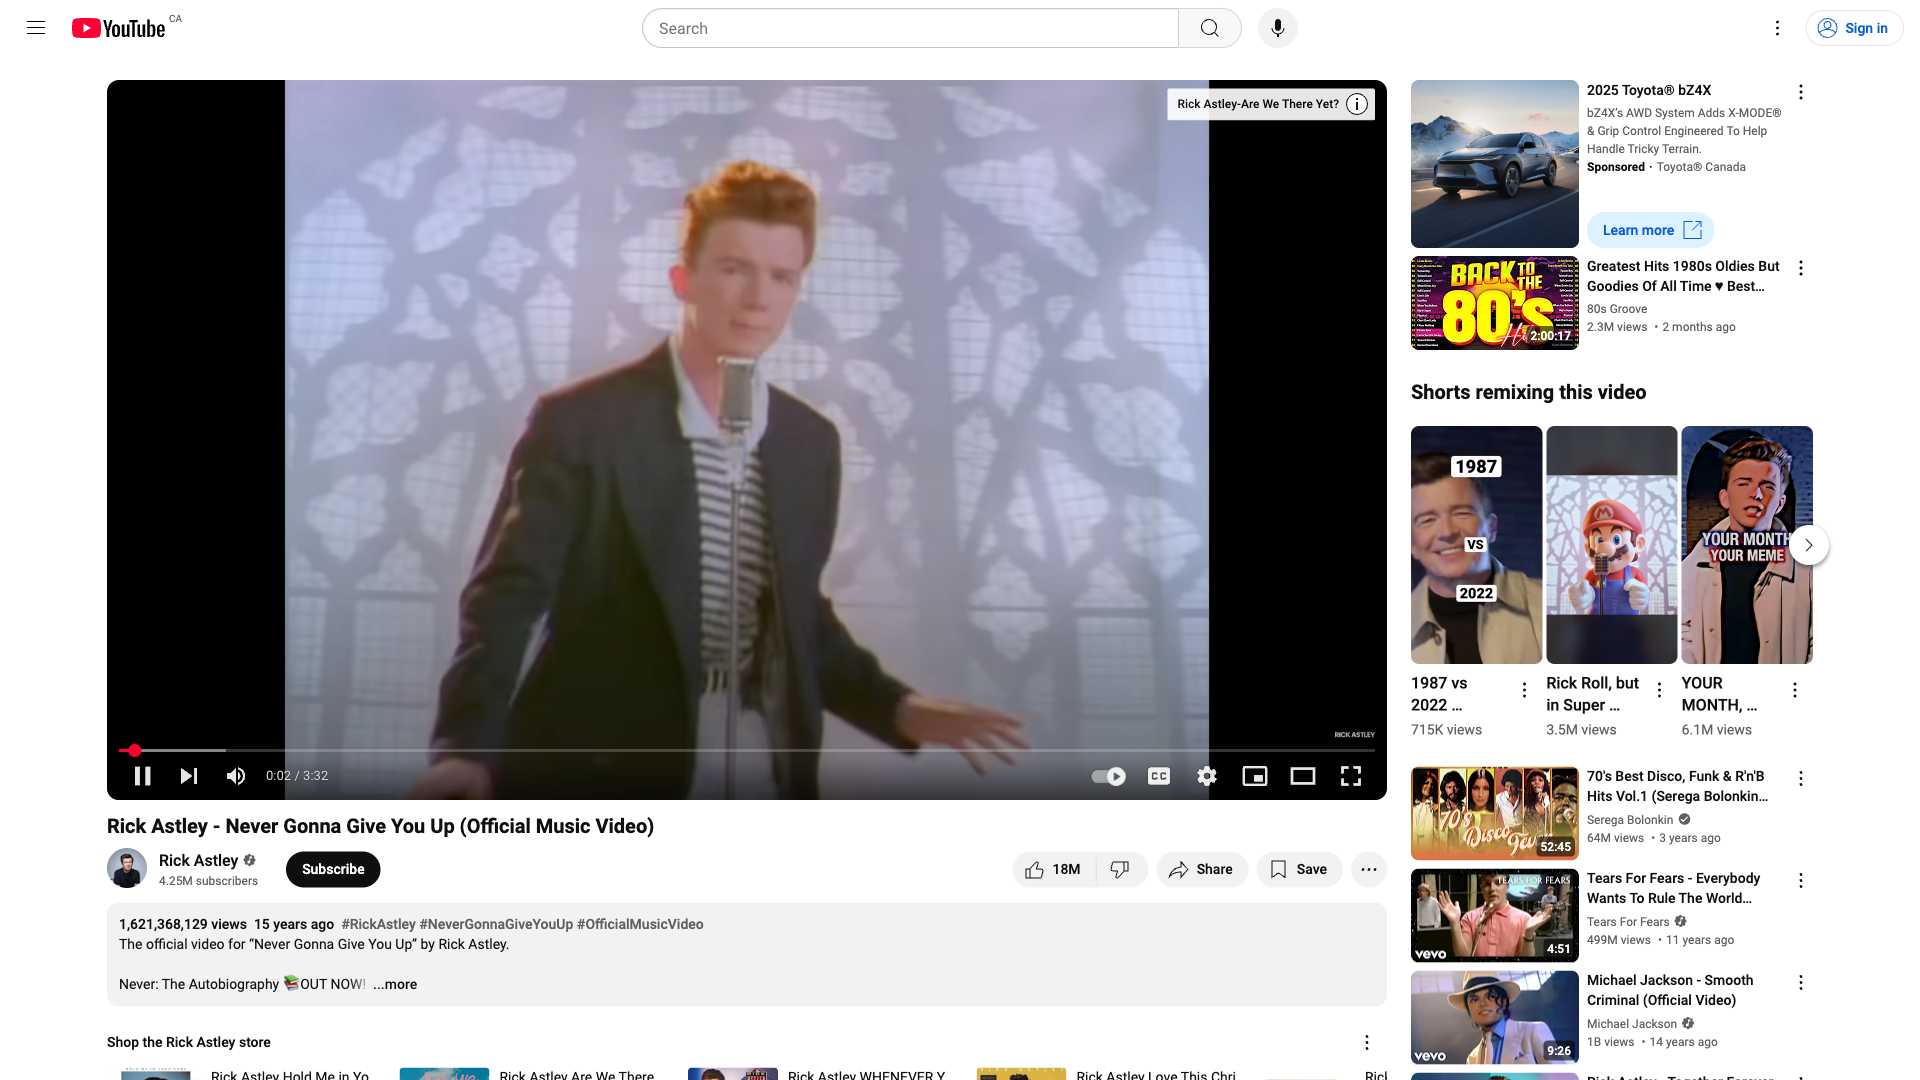 YouTube CA
Search
Sign in
Rick Astley-Are We There Yet?
RICK ASTLEY
0:02 / 3:32
CC
Rick Astley - Never Gonna Give You Up (Official Music Video)
Rick Astley
4.25M subscribers
Subscribe
18M
Share
Save
1,621,368,129 views 15 years ago #RickAstley #NeverGonnaGiveYouUp #OfficialMusicVideo
The official video for “Never Gonna Give You Up” by Rick Astley.
Never: The Autobiography 📚OUT NOW! ...more
Shop the Rick Astley store
Rick Astley Hold Me in Yo
Rick Astley Are We There
Rick Astley WHENEVER Y
Rick Astley Love This Chri
Rick
2025 Toyota® bZ4X
bZ4X’s AWD System Adds X-MODE®
& Grip Control Engineered To Help
Handle Tricky Terrain.
Sponsored · Toyota® Canada
Learn more
BACK TO
THE
80's
Hits
2:00:17
Greatest Hits 1980s Oldies But
Goodies Of All Time ♥ Best...
80s Groove
2.3M views • 2 months ago
Shorts remixing this video
1987
VS
2022
YOUR MONTH
YOUR MEME
1987 vs
2022 ...
715K views
Rick Roll, but
in Super ...
3.5M views
YOUR
MONTH, ...
6.1M views
70's
Disco
52:45
70's Best Disco, Funk & R'n'B
Hits Vol.1 (Serega Bolonkin...
Serega Bolonkin
64M views • 3 years ago
TEARS FOR FEARS
vevo
4:51
Tears For Fears - Everybody
Wants To Rule The World...
Tears For Fears
499M views • 11 years ago
vevo
9:26
Michael Jackson - Smooth
Criminal (Official Video)
Michael Jackson
1B views • 14 years ago
Rick Astley - Together Forever